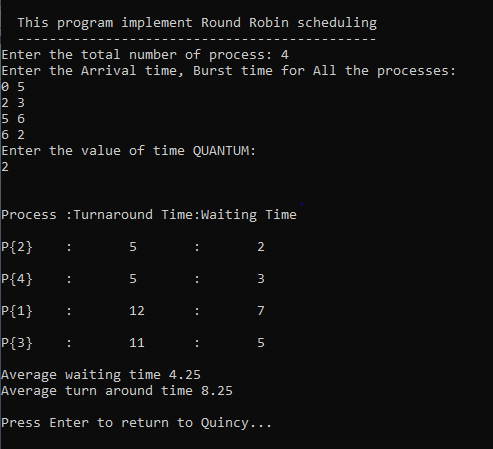 This program implement Round Robin scheduling
---------------------------------------------
Enter the total number of process: 4
Enter the Arrival time, Burst time for All the processes:
0 5
2 3
5 6
6 2
Enter the value of time QUANTUM:
2
Process :Turnaround Time:Waiting Time
P{2}    :       5       :       2
P{4}    :       5       :       3
P{1}    :       12      :       7
P{3}    :       11      :       5
Average waiting time 4.25
Average turn around time 8.25
Press Enter to return to Quincy...